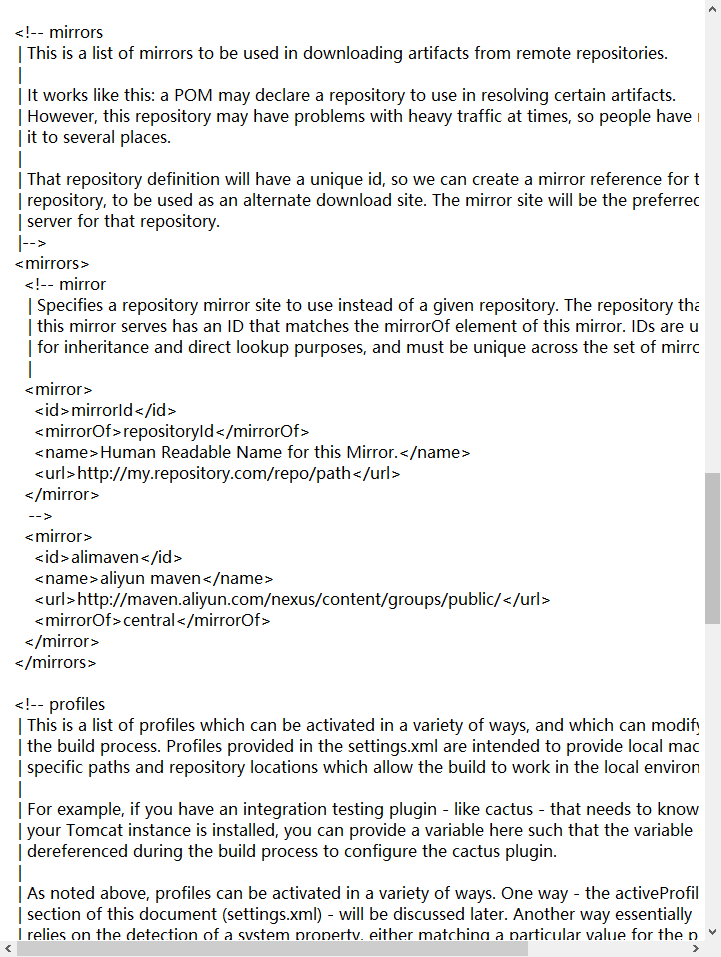 <!-- mirrors
| This is a list of mirrors to be used in downloading artifacts from remote repositories.
|
| It works like this: a POM may declare a repository to use in resolving certain artifacts.
| However, this repository may have problems with heavy traffic at times, so people have
| it to several places.
|
| That repository definition will have a unique id, so we can create a mirror reference for
| repository, to be used as an alternate download site. The mirror site will be the
| server for that repository.
|-->
<mirrors>
<!-- mirror
| Specifies a repository mirror site to use instead of a given repository. The repository
| this mirror serves has an ID that matches the mirrorOf element of this mirror. IDs are
| for inheritance and direct lookup purposes, and must be unique across the set of
|
<mirror>
<id>mirrorId</id>
<mirrorOf>repositoryId</mirrorOf>
<name>Human Readable Name for this Mirror.</name>
<url>http://my.repository.com/repo/path</url>
</mirror>
-->
<mirror>
<id>alimaven</id>
<name>aliyun maven</name>
<url>http://maven.aliyun.com/nexus/content/groups/public/</url>
<mirrorOf>central</mirrorOf>
</mirror>
</mirrors>
<!-- profiles
| This is a list of profiles which can be activated in a variety of ways, and which can modify
| the build process. Profiles provided in the settings.xml are intended to provide local
| specific paths and repository locations which allow the build to work in the local
|
| For example, if you have an integration testing plugin - like cactus - that needs to know
| your Tomcat instance is installed, you can provide a variable here such that the variable
| dereferenced during the build process to configure the cactus plugin.
|
| As noted above, profiles can be activated in a variety of ways. One way - the
| section of this document (settings.xml) - will be discussed later. Another way essentially
| relies on the detection of a system property, either matching a particular value for the